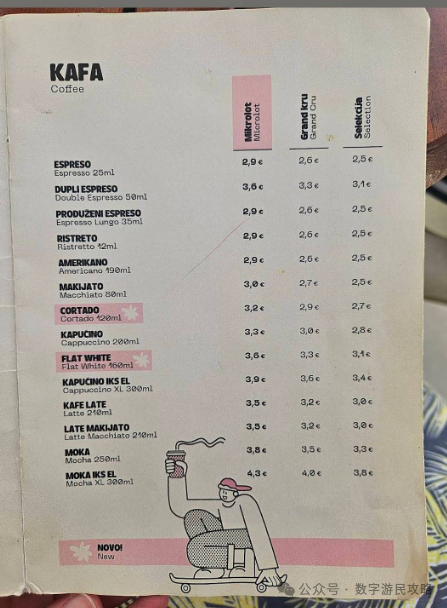 KAFA
Coffee
Mikrolot
Microlot
Grand kru
Grand Cru
Selekcija
Selection
ESPRESO 2,9 € 2,6 € 2,5 €
Espresso 25ml
DUPLI ESPRESO 3,6 € 3,3 € 3,1 €
Double Espresso 50ml
PRODUŽENI ESPRESO 2,9 € 2,6 € 2,5 €
Espresso Lungo 35ml
RISTRETO 2,9 € 2,6 € 2,5 €
Ristretto 12ml
AMERIKANO 2,9 € 2,6 € 2,5 €
Americano 190ml
MAKIJATO 3,0 € 2,7 € 2,5 €
Macchiato 80ml
CORTADO 3,2 € 2,9 € 2,7 €
Cortado 120ml
KAPUĆINO 3,3 € 3,0 € 2,8 €
Cappuccino 200ml
FLAT WHITE 3,6 € 3,3 € 3,1 €
Flat White 160ml
KAPUĆINO IKS EL 3,9 € 3,6 € 3,4 €
Cappuccino XL 300ml
KAFE LATE 3,5 € 3,2 € 3,0 €
Latte 210ml
LATE MAKIJATO 3,5 € 3,2 € 3,0 €
Latte Macchiato 210ml
MOKA 3,8 € 3,5 € 3,3 €
Mocha 250ml
MOKA IKS EL 4,3 € 4,0 € 3,8 €
Mocha XL 300ml
NOVO!
New
公众号 · 数字游民攻略